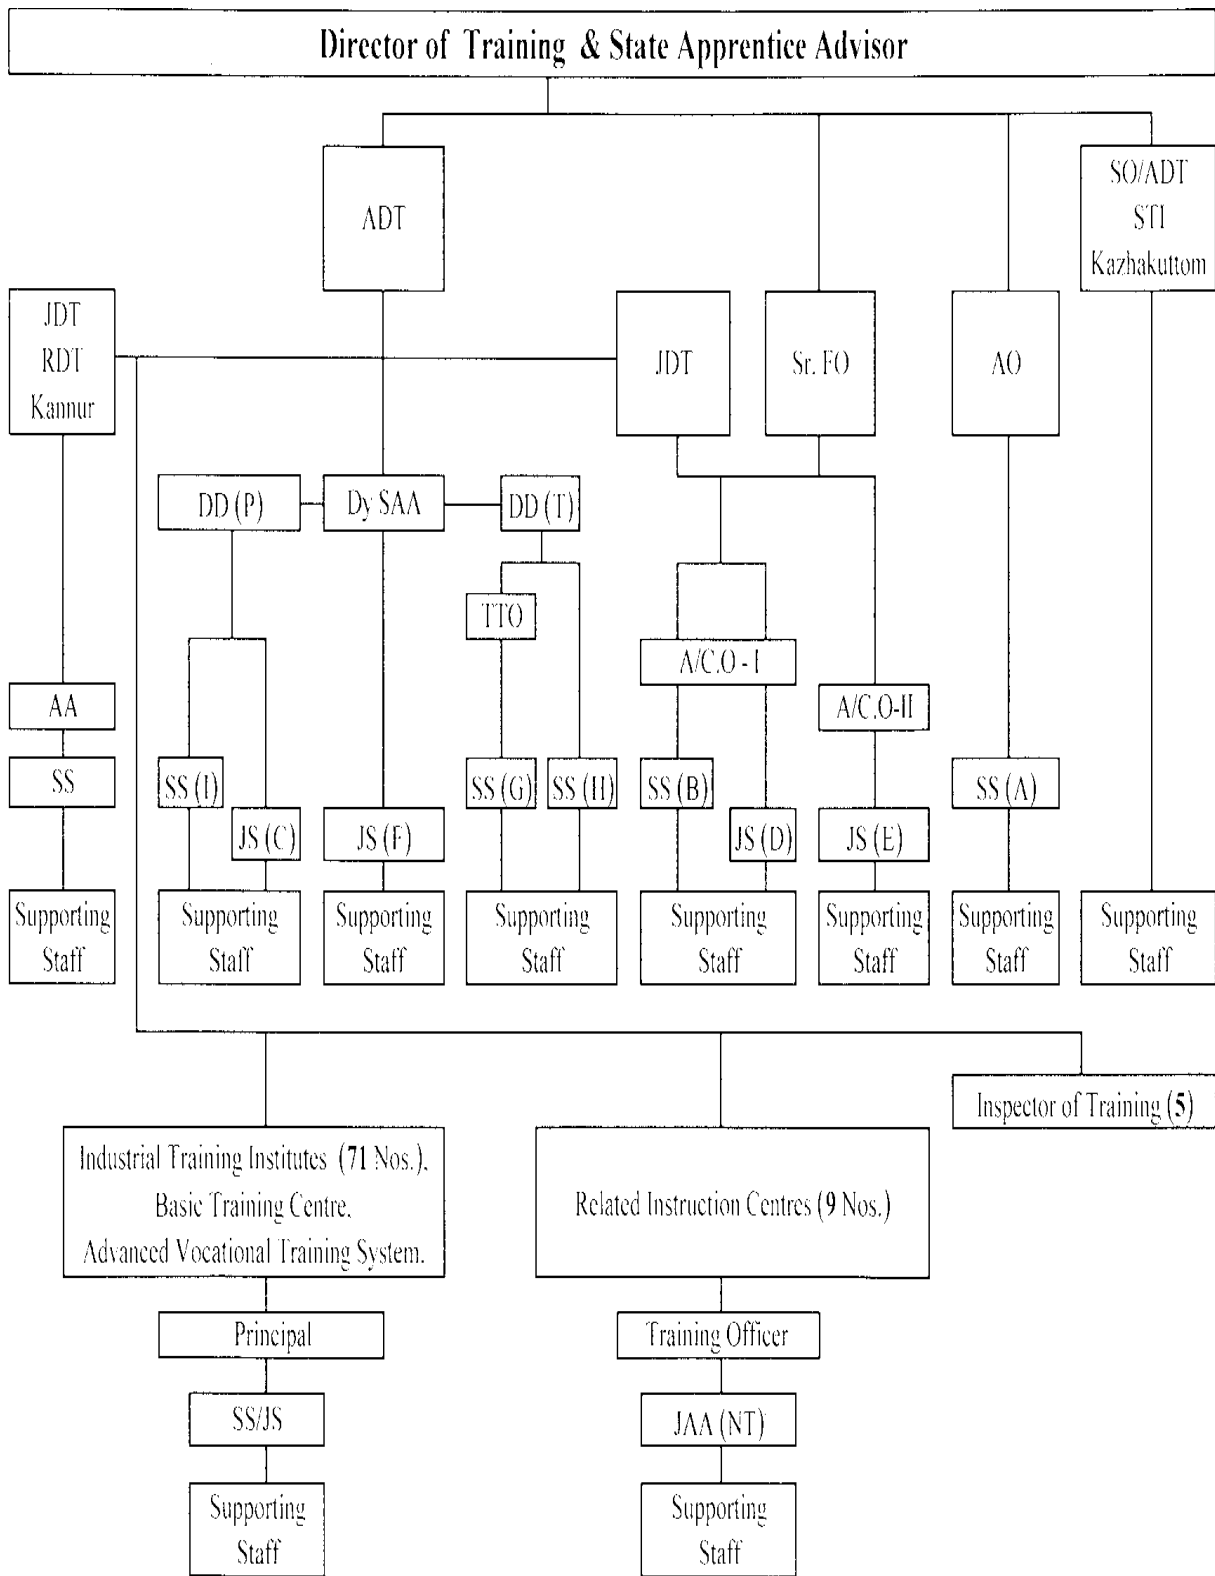 Director of Training & State Apprentice Advisor
ADT
SO/ADT
STI
Kazhakuttom
JDT
RDT
Kannur
JDT
Sr. FO
AO
DD (P)
Dy SAA
DD (T)
TTO
A/C.O - I
AA
A/C.O-II
SS
SS (I)
SS (G)
SS (H)
SS (B)
SS (A)
JS (C)
JS (F)
JS (D)
JS (E)
Supporting
Staff
Supporting
Staff
Supporting
Staff
Supporting
Staff
Supporting
Staff
Supporting
Staff
Supporting
Staff
Supporting
Staff
Inspector of Training (5)
Industrial Training Institutes (71 Nos.),
Basic Training Centre,
Advanced Vocational Training System.
Related Instruction Centres (9 Nos.)
Principal
Training Officer
SS/JS
JAA (NT)
Supporting
Staff
Supporting
Staff